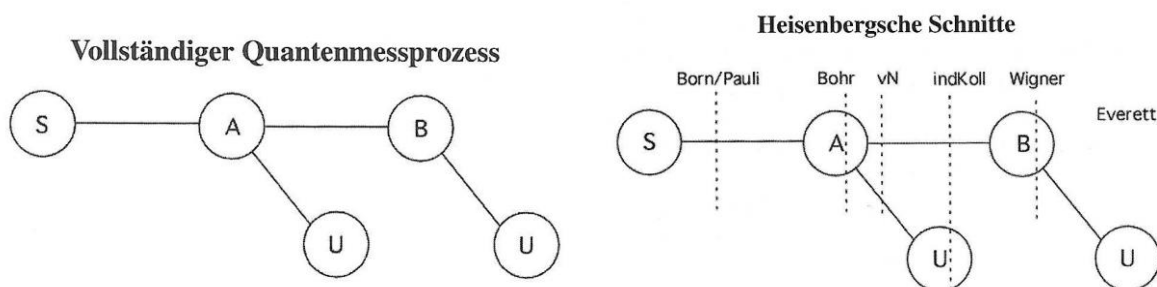 Vollständiger Quantenmessprozess
S A B
U U
Heisenbergsche Schnitte
Born/Pauli Bohr vN indKoll Wigner
Everett
S A B
U U